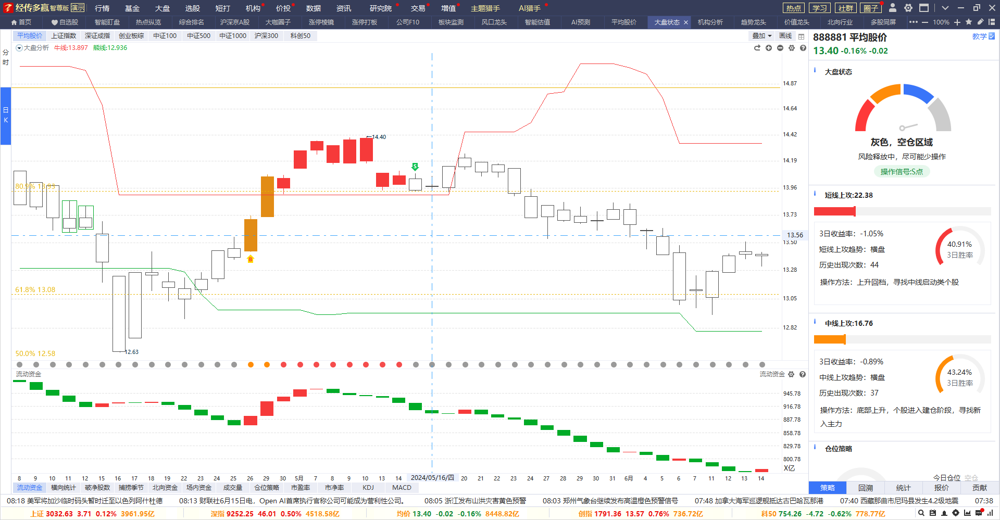 经传多赢 智尊版 演示 行情 基金 大盘 选股 短打 机构 价投 数据 资讯 研究院 交易 增值 主题猎手 AI猎手 热点 学习 社群 圈子
首页 自选股 智能盯盘 热点纵览 综合排名 沪深京A股 大咖圈子 涨停棱镜 涨停打板 公司F10 板块监测 风口龙头 智能估值 AI预测 平均股价 大盘状态 × 机构分析 趋势龙头 价值龙头 北向行业 多股同屏 ••• 100%
平均股价 上证指数 深证成指 创业板综 中证100 中证500 中证1000 沪深300 科创50 叠加 画线
大盘分析 牛线:13.897 熊线:12.936
分时
日K
14.87
14.64
14.42
14.19
13.96
13.73
13.56
13.50
13.28
13.05
12.82
80.9% 13.93
61.8% 13.08
50.0% 12.58
14.40
12.63
S
B
流动资金 流动资金
945.78
916.78
887.78
858.78
829.78
800.78
X亿
8 9 10 11 12 15 16 17 18 19 22 23 24 25 26 29 30 5月 7 8 9 10 13 14 2024/05/16/四 20 21 22 23 24 27 28 29 30 31 6月 4 5 6 7 11 12 13 14
流动资金 横向统计 破净股数 捕捞季节 北向资金 场内资金 成交量 仓位策略 市盈率 市净率 KDJ MACD
888881 平均股价 教学
13.40 -0.16% -0.02
大盘状态
灰色，空仓区域
风险释放中，尽可能少操作
操作信号:S点
短线上攻:22.38
3日收益率：-1.05%
短线上攻趋势：横盘
历史出现次数：44
40.91%
3日胜率
操作方法：上升回档，寻找中线启动类个股
中线上攻:16.76
3日收益率：-0.89%
中线上攻趋势：横盘
历史出现次数：37
43.24%
3日胜率
操作方法：底部上升，个股进入建仓阶段，寻找新
入主力
仓位策略
今日仓位 空仓
策略 回溯 统计 报价 贡献
08:18 美军将加沙临时码头暂时迁至以色列阿什杜德 08:13 财联社6月15日电，Open AI首席执行官称公司可能成为营利性公司。 08:05 浙江发布山洪灾害黄色预警 08:03 郑州气象台继续发布高温橙色预警信号 07:48 加拿大海军巡逻舰抵达古巴哈瓦那港 07:40 西藏那曲市尼玛县发生4.2级地震 07:38
上证 3032.63 3.71 0.12% 3961.95亿 深指 9252.25 46.01 0.50% 4518.58亿 均价 13.40 -0.02 -0.16% 8448.82亿 创指 1791.36 13.57 0.76% 736.72亿 科50 754.26 -4.72 -0.62% 778.77亿